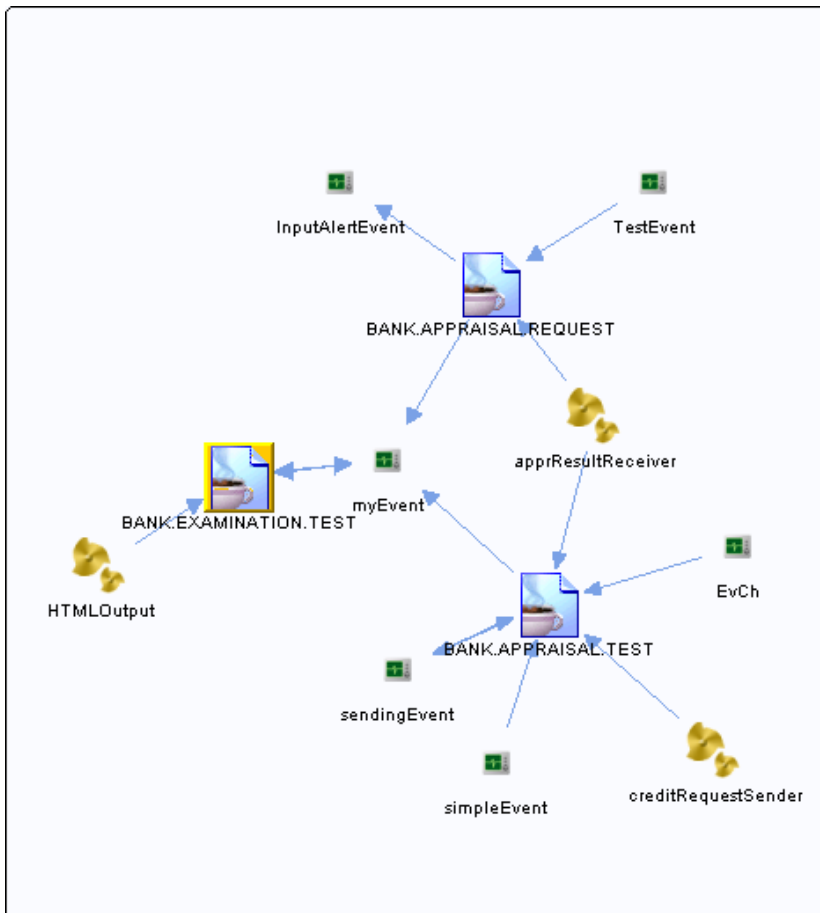 InputAlertEvent
TestEvent
BANK.APPRAISAL.REQUEST
apprResultReceiver
myEvent
BANK.EXAMINATION.TEST
EvCh
HTMLOutput
BANK.APPRAISAL.TEST
sendingEvent
creditRequestSender
simpleEvent